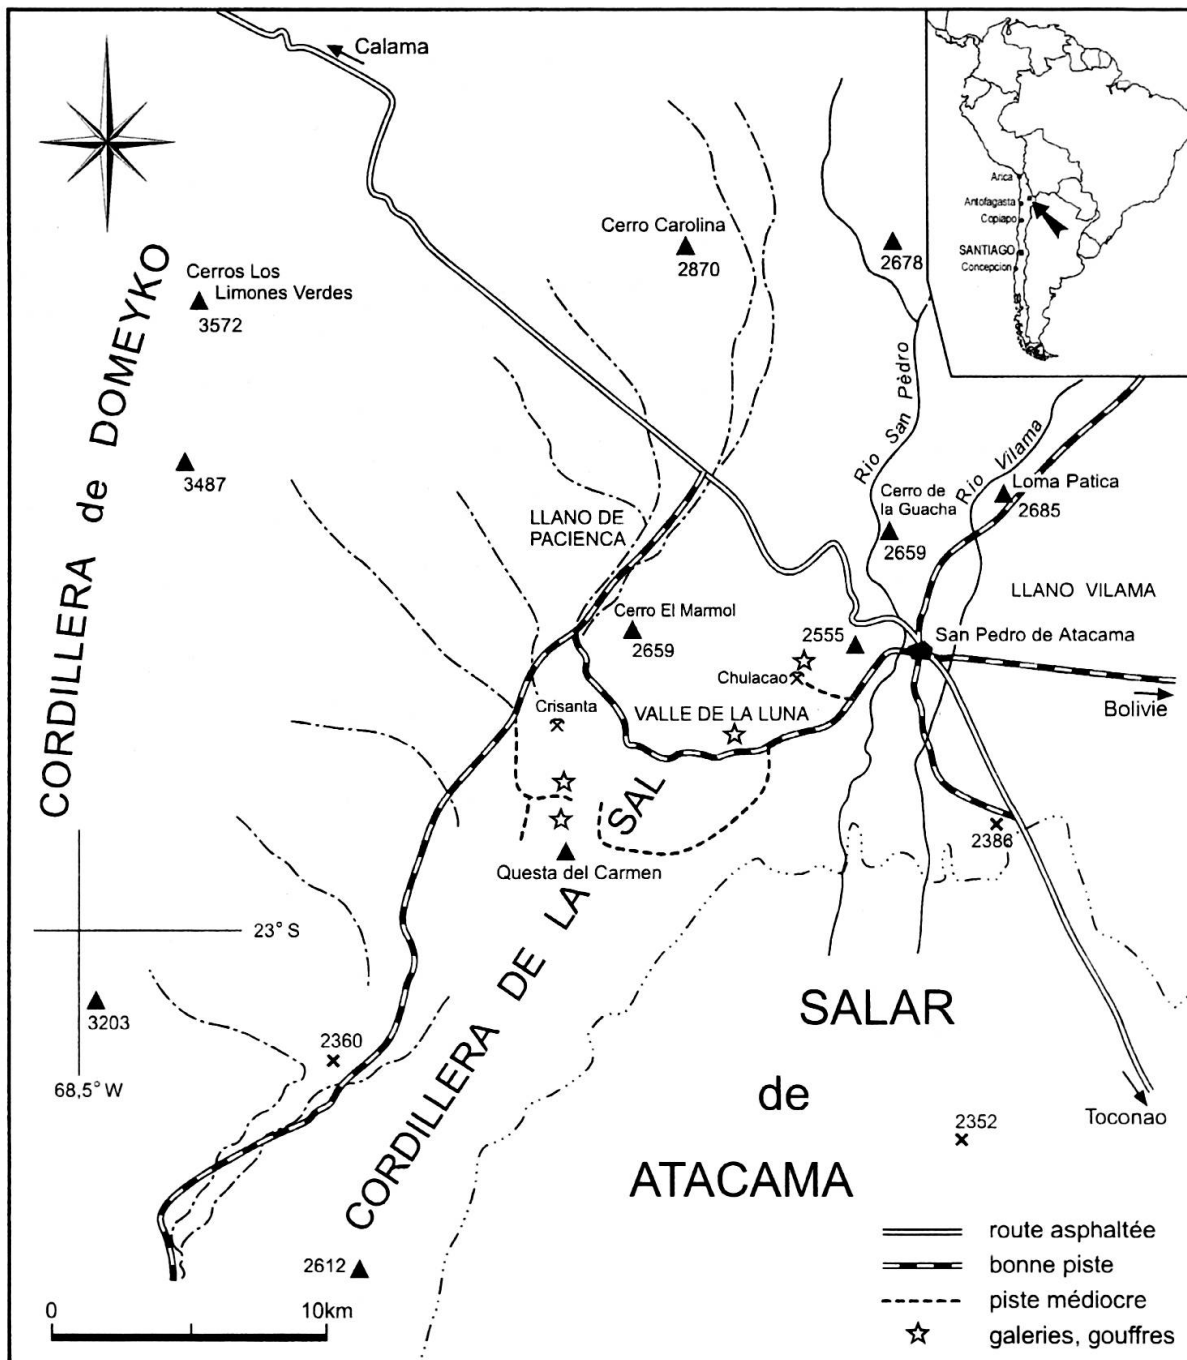 Calama
Arica
Antofagasta
Copiapo
SANTIAGO
Concepcion
Cerro Carolina
2870
2678
Cerros Los
Limones Verdes
3572
CORDILLERA de DOMEYKO
3487
Rio San Pèdro
Rio Vilama
Cerro de
la Guacha
2659
Loma Patica
2685
LLANO DE
PACIENCA
LLANO VILAMA
Cerro El Marmol
2659
2555
San Pedro de Atacama
Chulacao
Bolivie
Crisanta
VALLE DE LA LUNA
2386
Questa del Carmen
CORDILLERA DE LA SAL
23° S
3203
68,5° W
2360
SALAR
de
ATACAMA
2352
Toconao
2612
0
10km
route asphaltée
bonne piste
piste médiocre
galeries, gouffres